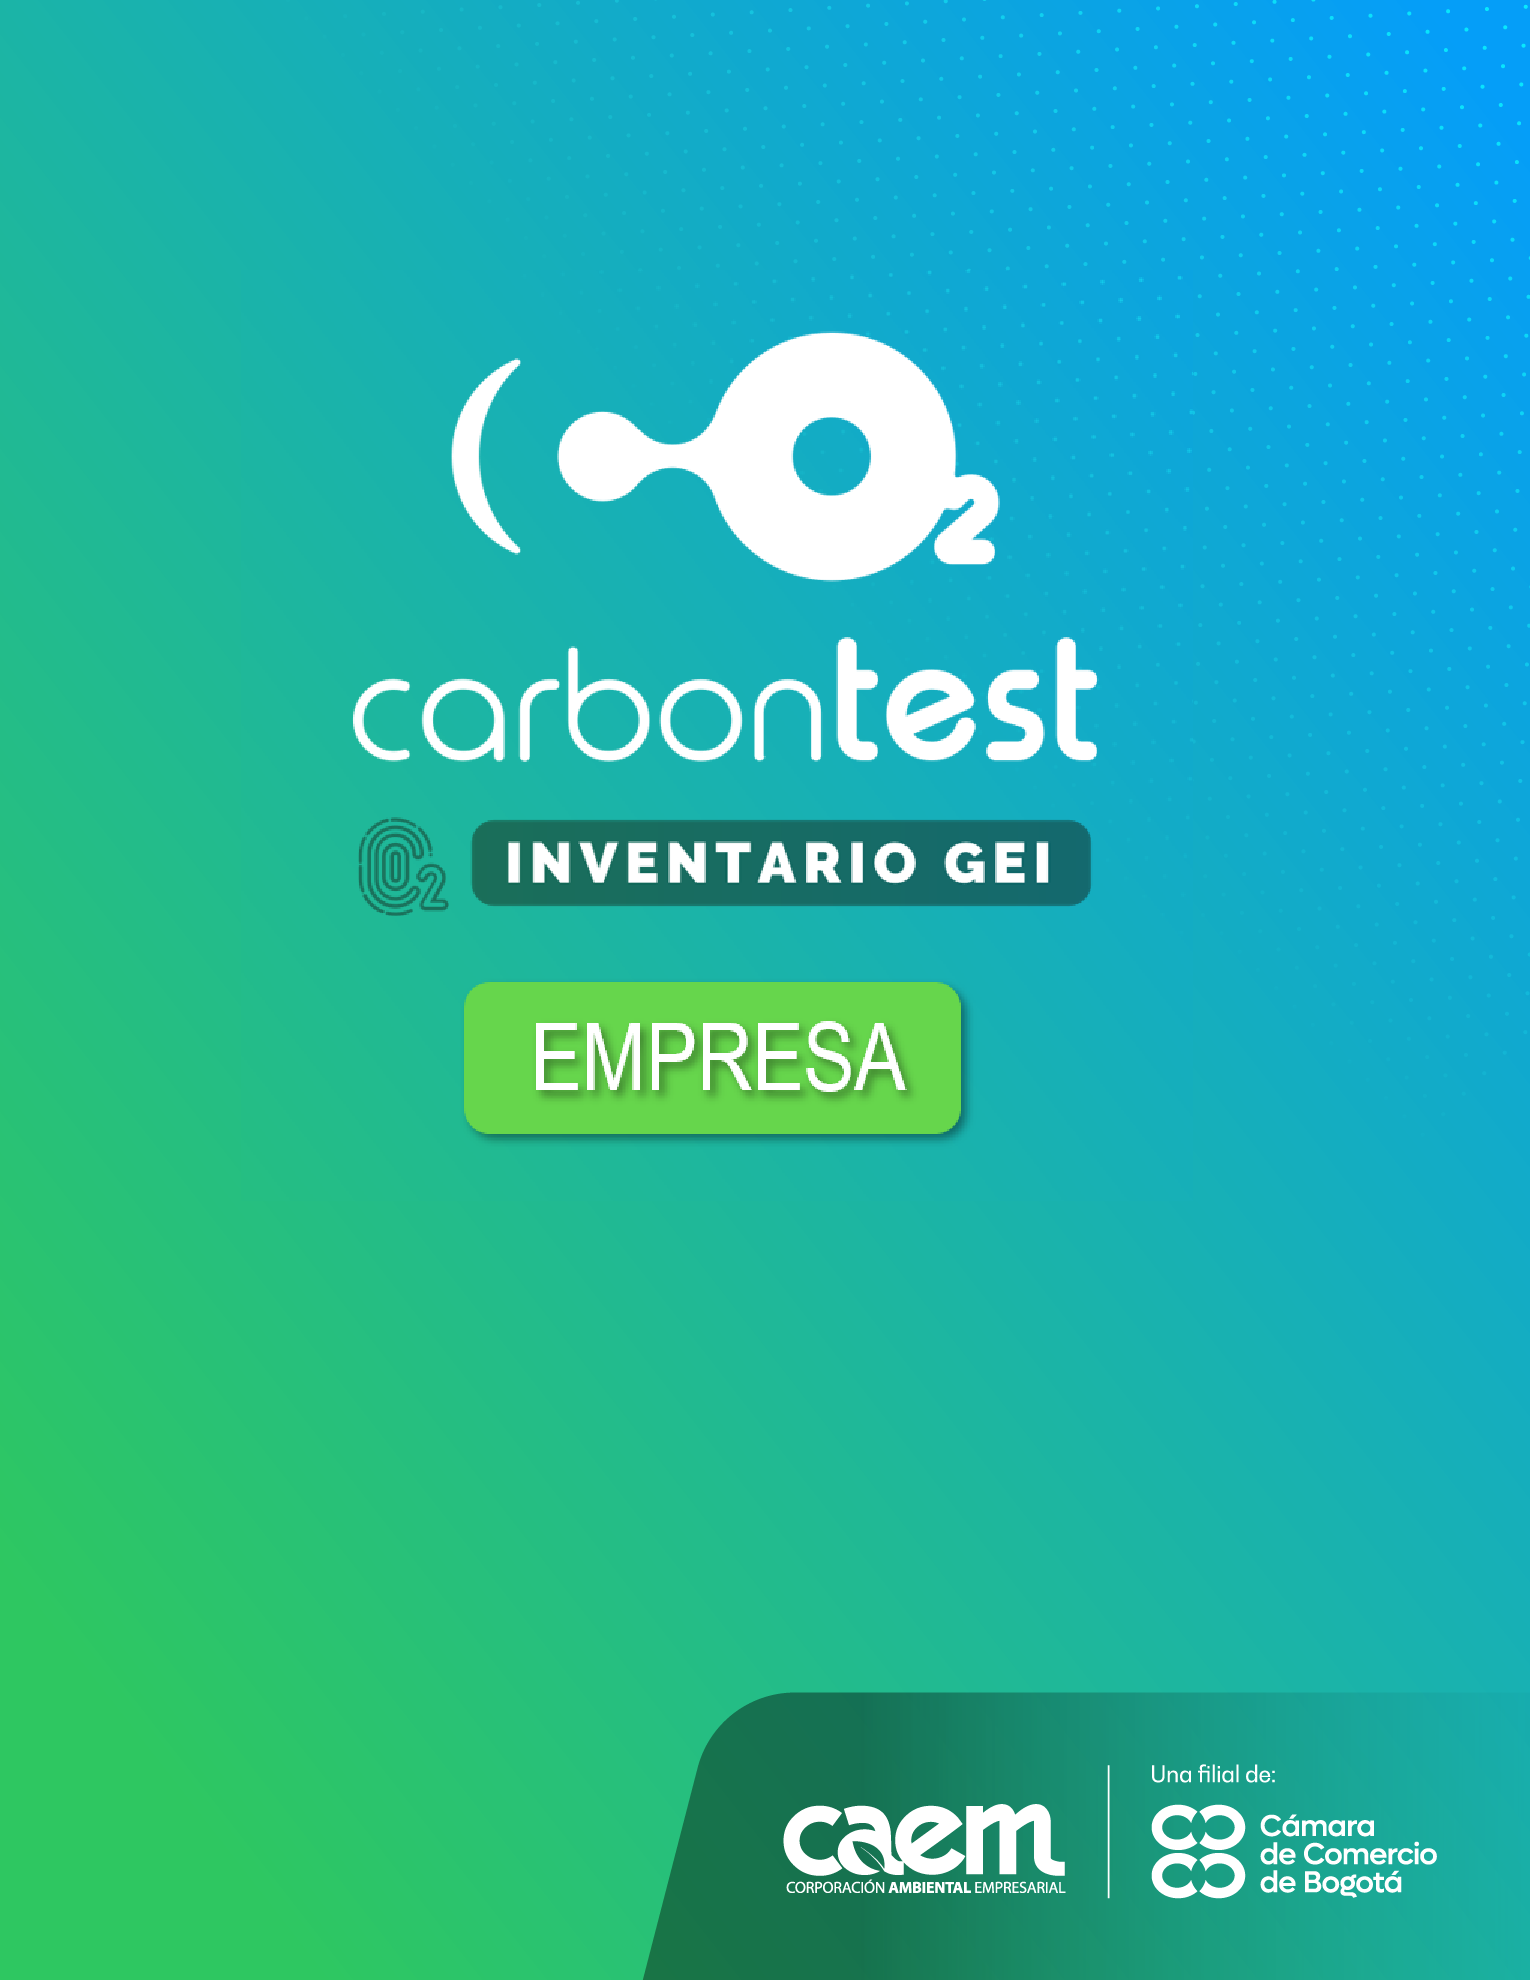 carbontest
INVENTARIO GEI
EMPRESA
Una filial de:
caem
CORPORACIÓN AMBIENTAL EMPRESARIAL
Cámara
de Comercio
de Bogotá